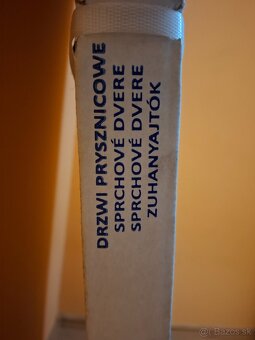 DRZWI PRYSZNICOWE
SPRCHOVÉ DVERE
SPRCHOVÉ DVERE
ZUHANYAJTÓK
© Bazos.sk